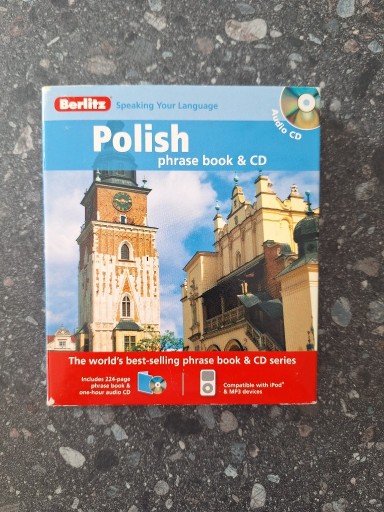 Berlitz Speaking Your Language
Audio CD
Polish
phrase book & CD
The world's best-selling phrase book & CD series
Includes 224-page
phrase book &
one-hour audio CD
Compatible with iPod®
& MP3 devices